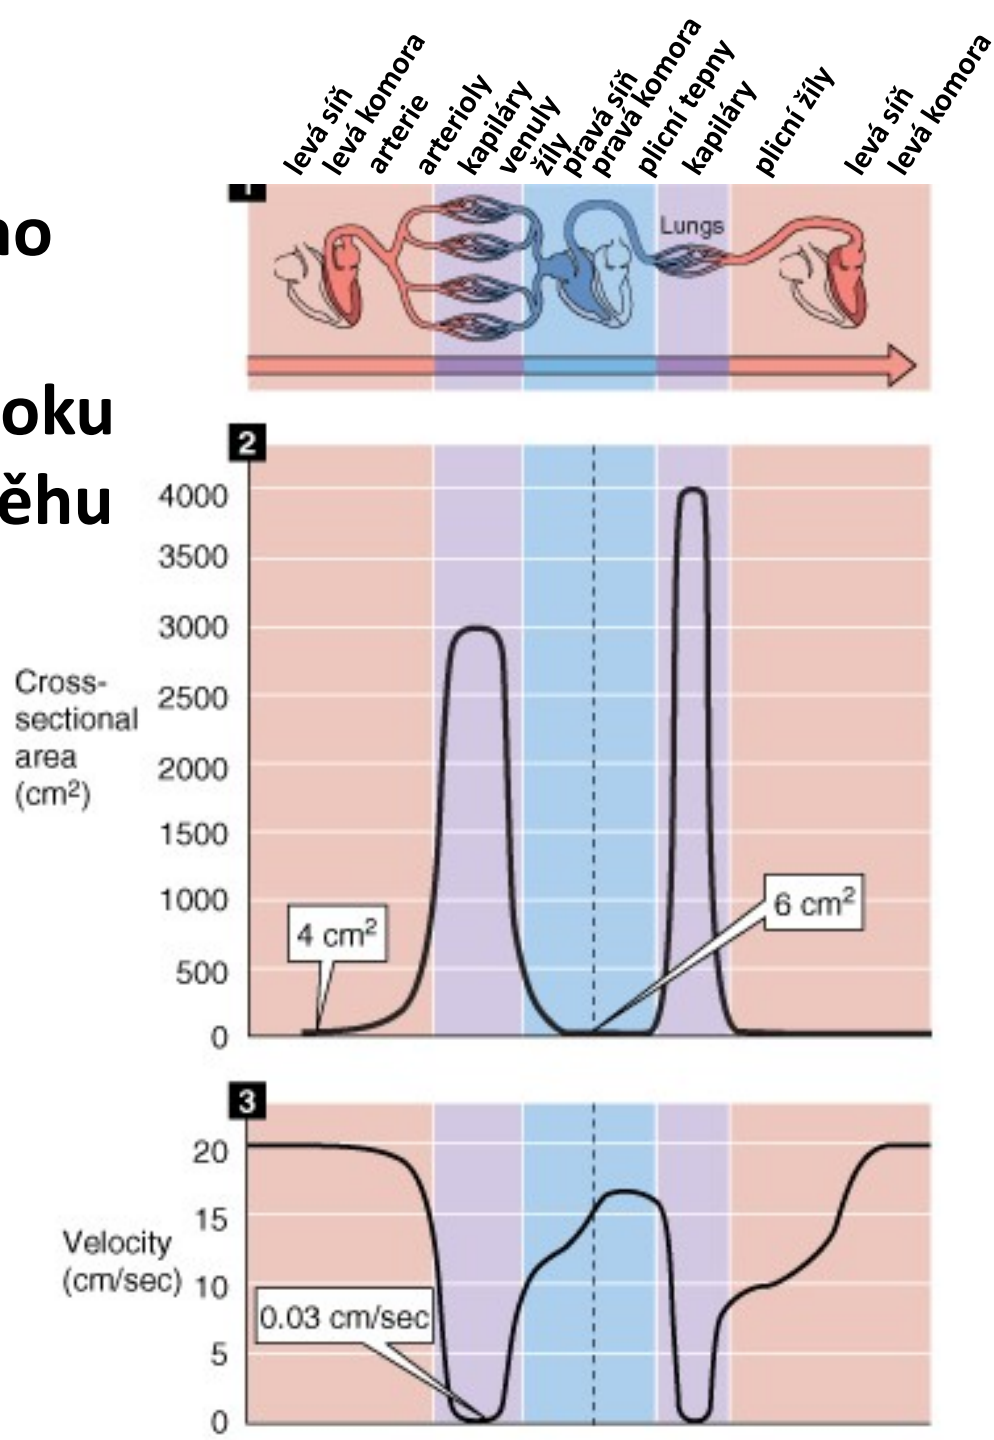 levá síň
levá komora
arterie
arterioly
kapiláry
venuly
žíly
pravá síň
pravá komora
plicní tepny
kapiláry
plicní žíly
levá síň
levá komora
1
Lungs
ho
oku
ěhu
2
4000
3500
3000
2500
2000
1500
1000
500
0
Cross-
sectional
area
(cm²)
4 cm²
6 cm²
3
20
15
10
5
0
Velocity
(cm/sec)
0.03 cm/sec